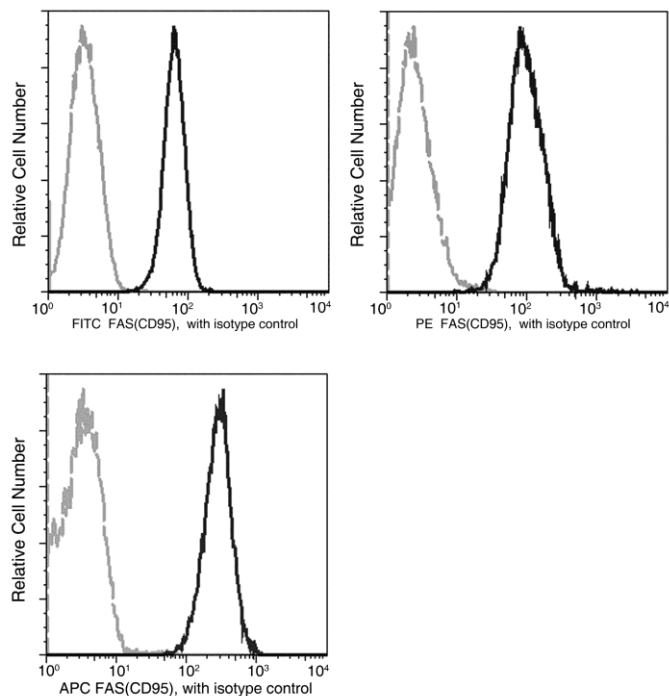 Relative Cell Number
10⁰ 10¹ 10² 10³ 10⁴
FITC FAS(CD95), with isotype control
Relative Cell Number
10⁰ 10¹ 10² 10³ 10⁴
PE FAS(CD95), with isotype control
Relative Cell Number
10⁰ 10¹ 10² 10³ 10⁴
APC FAS(CD95), with isotype control